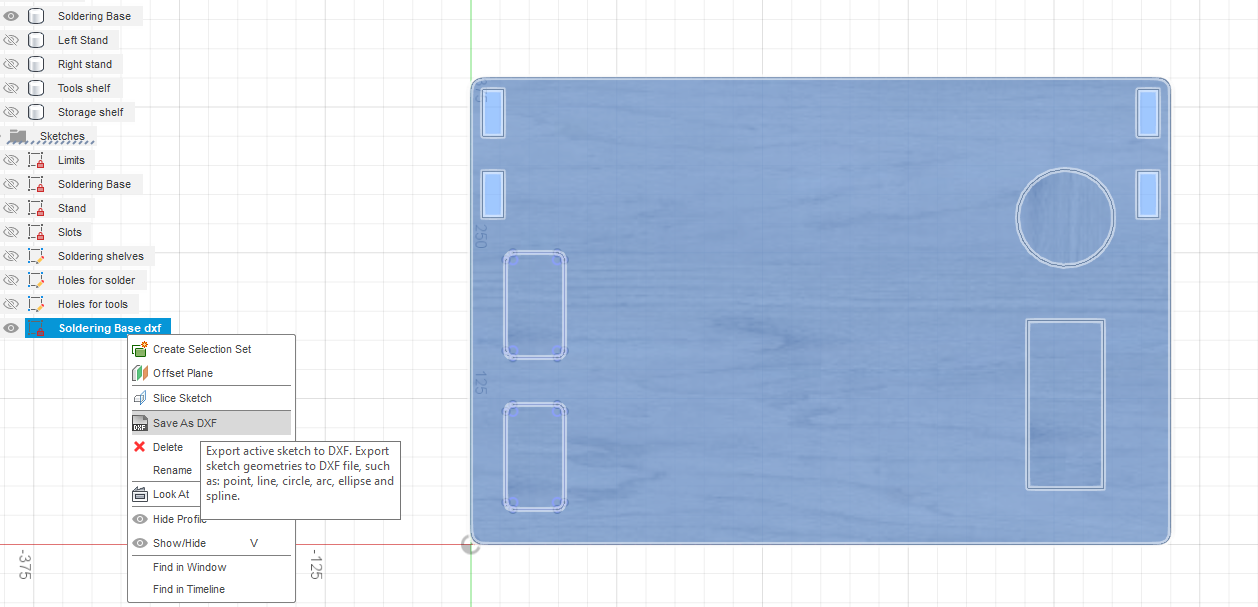 Soldering Base
Left Stand
Right stand
Tools shelf
Storage shelf
Sketches
Limits
Soldering Base
Stand
Slots
Soldering shelves
Holes for solder
Holes for tools
Soldering Base dxf
Create Selection Set
Offset Plane
Slice Sketch
DXF Save As DXF
Delete
Rename
Look At
Hide Profile
Show/Hide V
Find in Window
Find in Timeline
Export active sketch to DXF. Export
sketch geometries to DXF file, such
as: point, line, circle, arc, ellipse and
spline.
250
125
-375
-125